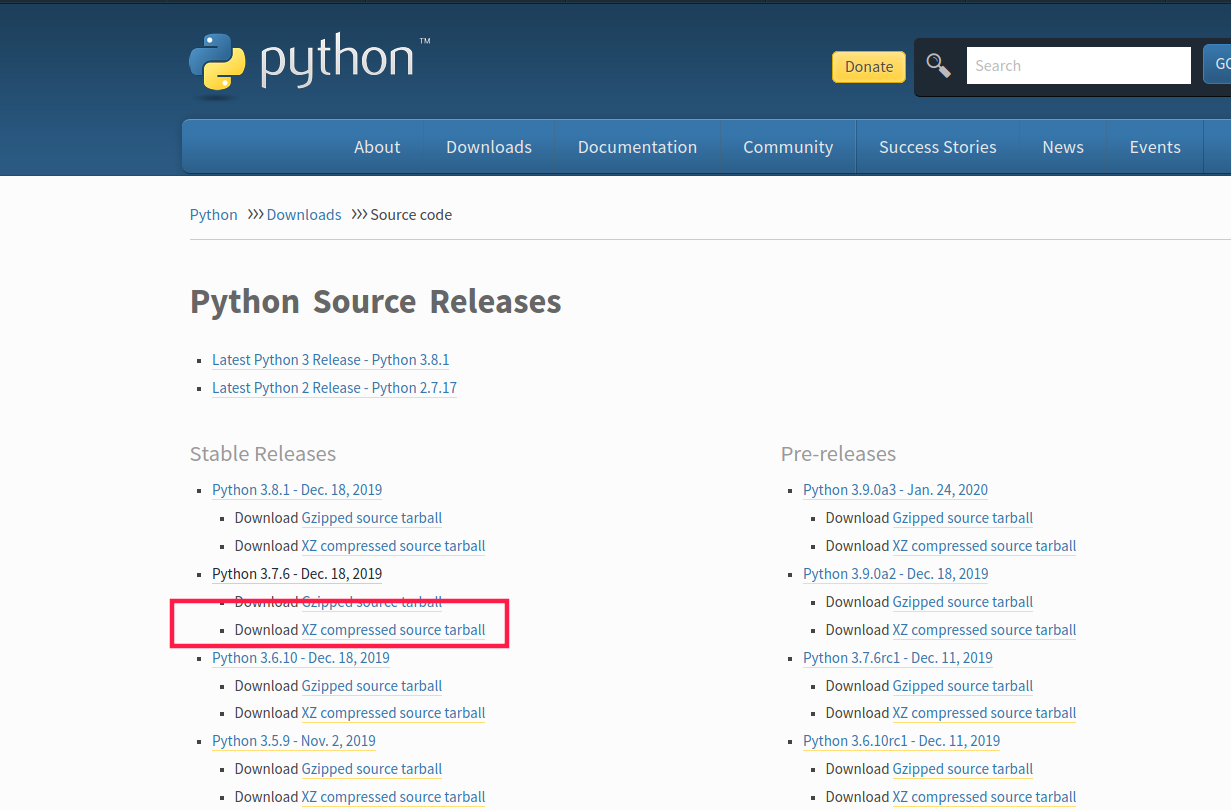 python™
Donate
Search
GO
About
Downloads
Documentation
Community
Success Stories
News
Events
Python >>> Downloads >>> Source code
Python Source Releases
Latest Python 3 Release - Python 3.8.1
Latest Python 2 Release - Python 2.7.17
Stable Releases
Python 3.8.1 - Dec. 18, 2019
Download Gzipped source tarball
Download XZ compressed source tarball
Python 3.7.6 - Dec. 18, 2019
Download Gzipped source tarball
Download XZ compressed source tarball
Python 3.6.10 - Dec. 18, 2019
Download Gzipped source tarball
Download XZ compressed source tarball
Python 3.5.9 - Nov. 2, 2019
Download Gzipped source tarball
Download XZ compressed source tarball
Pre-releases
Python 3.9.0a3 - Jan. 24, 2020
Download Gzipped source tarball
Download XZ compressed source tarball
Python 3.9.0a2 - Dec. 18, 2019
Download Gzipped source tarball
Download XZ compressed source tarball
Python 3.7.6rc1 - Dec. 11, 2019
Download Gzipped source tarball
Download XZ compressed source tarball
Python 3.6.10rc1 - Dec. 11, 2019
Download Gzipped source tarball
Download XZ compressed source tarball